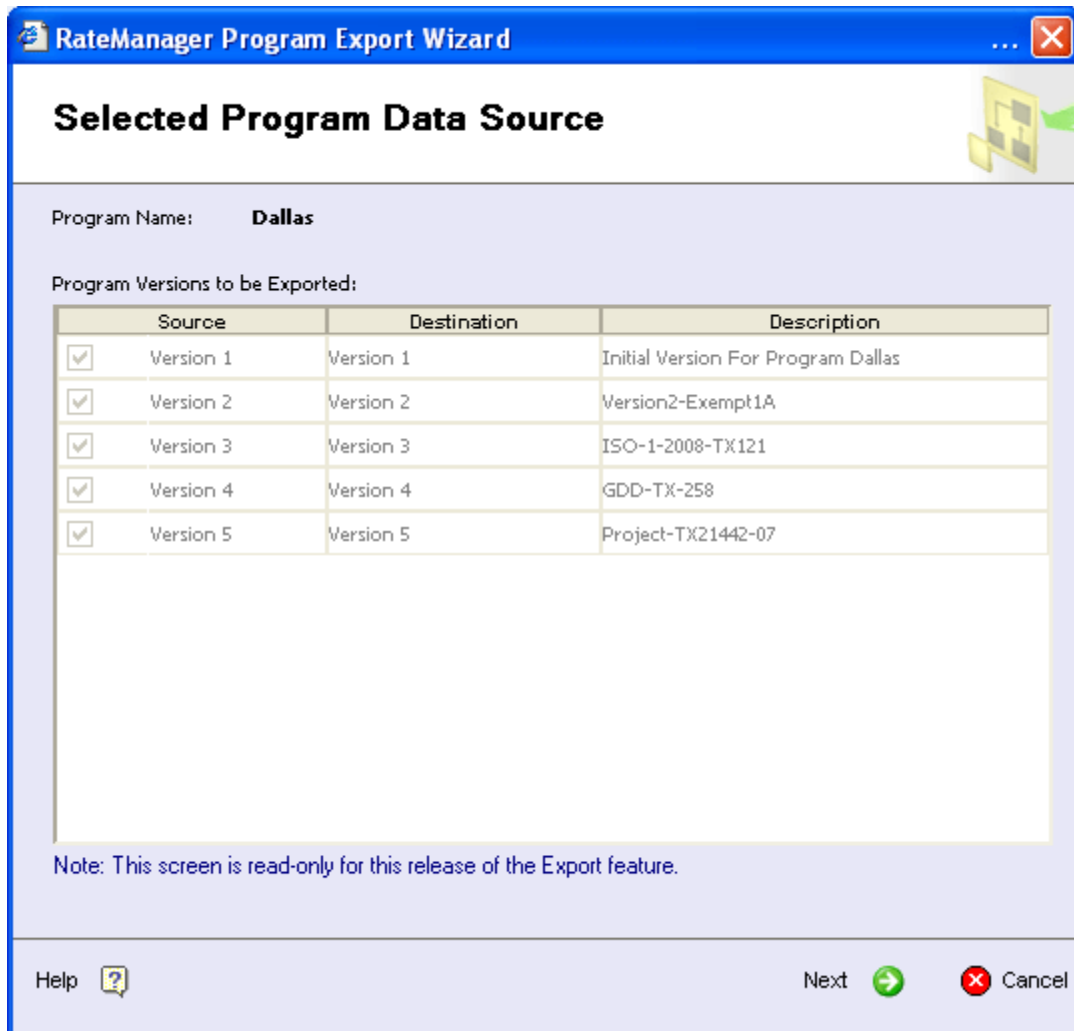 RateManager Program Export Wizard ...
Selected Program Data Source
Program Name: Dallas
Program Versions to be Exported:
Source Destination Description
Version 1 Version 1 Initial Version For Program Dallas
Version 2 Version 2 Version2-Exempt1A
Version 3 Version 3 ISO-1-2008-TX121
Version 4 Version 4 GDD-TX-258
Version 5 Version 5 Project-TX21442-07
Note: This screen is read-only for this release of the Export feature.
Help ? Next Cancel